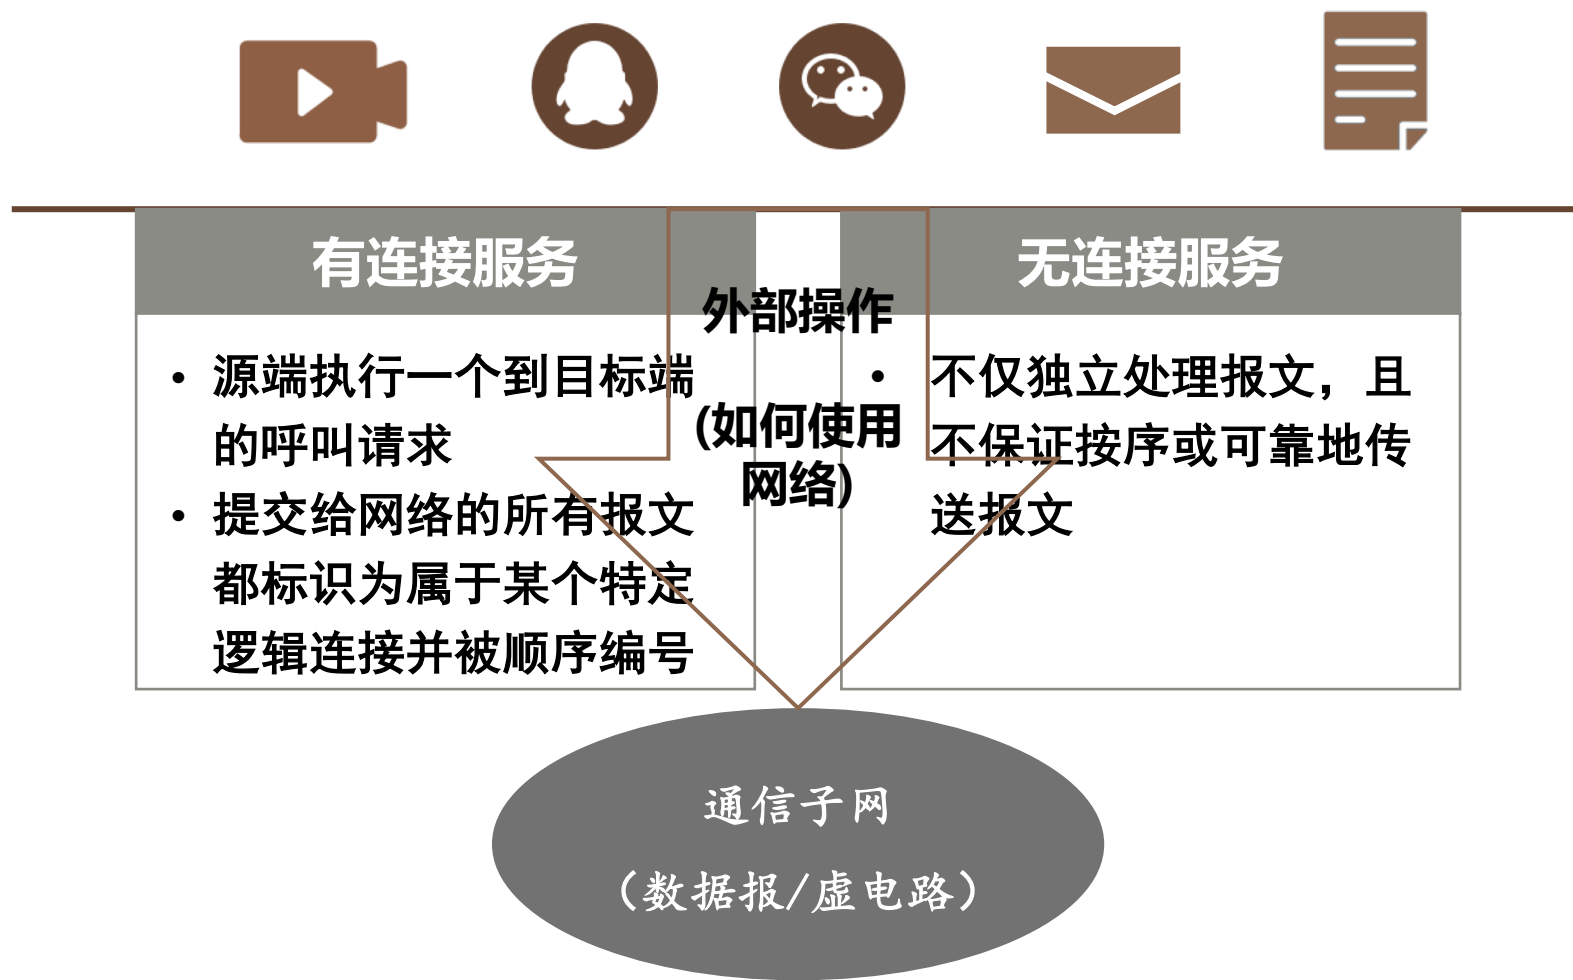 有连接服务
• 源端执行一个到目标端
的呼叫请求
• 提交给网络的所有报文
都标识为属于某个特定
逻辑连接并被顺序编号
外部操作
(如何使用
网络)
无连接服务
• 不仅独立处理报文，且
不保证按序或可靠地传
送报文
通信子网
（数据报/虚电路）